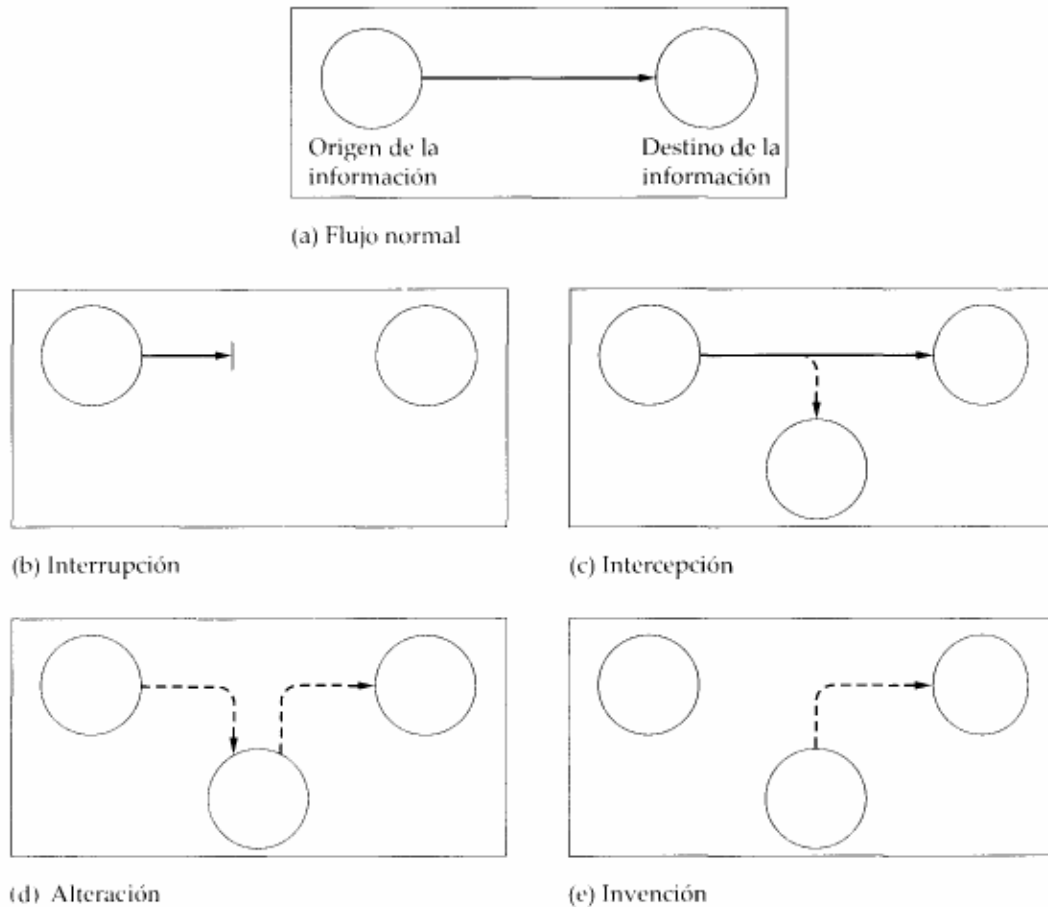 Origen de la
información
Destino de la
información
(a) Flujo normal
(b) Interrupción
(c) Intercepción
(d) Alteración
(e) Invención